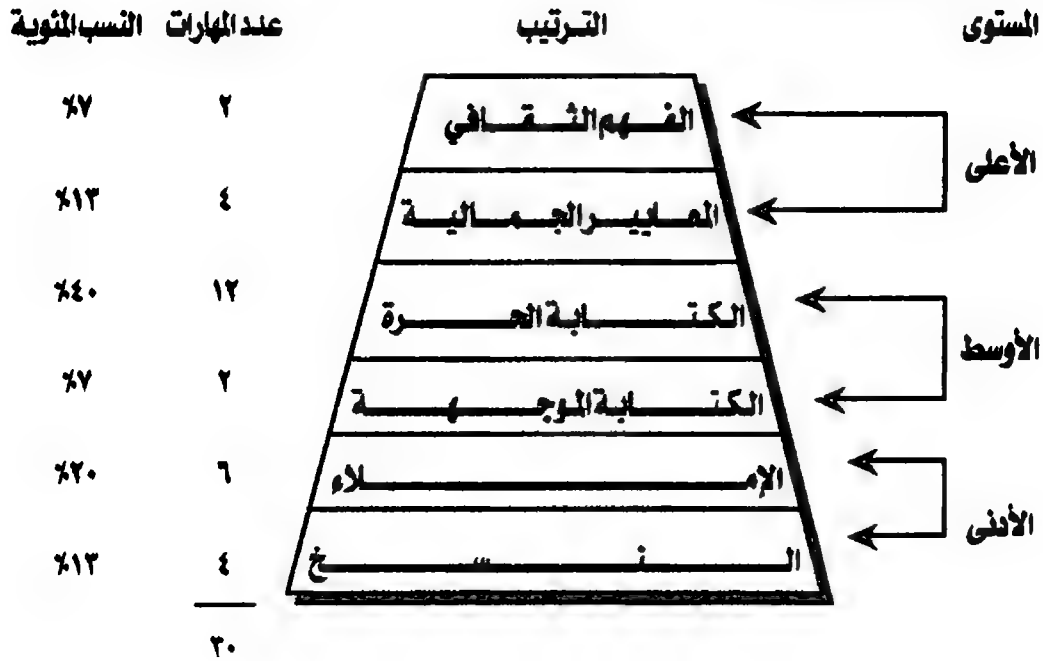 المستوى الترتيب عدد المهارات النسب المئوية
الفهم الثقافي ٢ ٧%
الأعلى
المعايير الجمالية ٤ ١٣%
الكتابة الحرة ١٢ ٤٠%
الأوسط
الكتابة الموجهة ٢ ٧%
الإملاء ٦ ٢٠%
الأدنى
النسخ ٤ ١٣%
٣٠